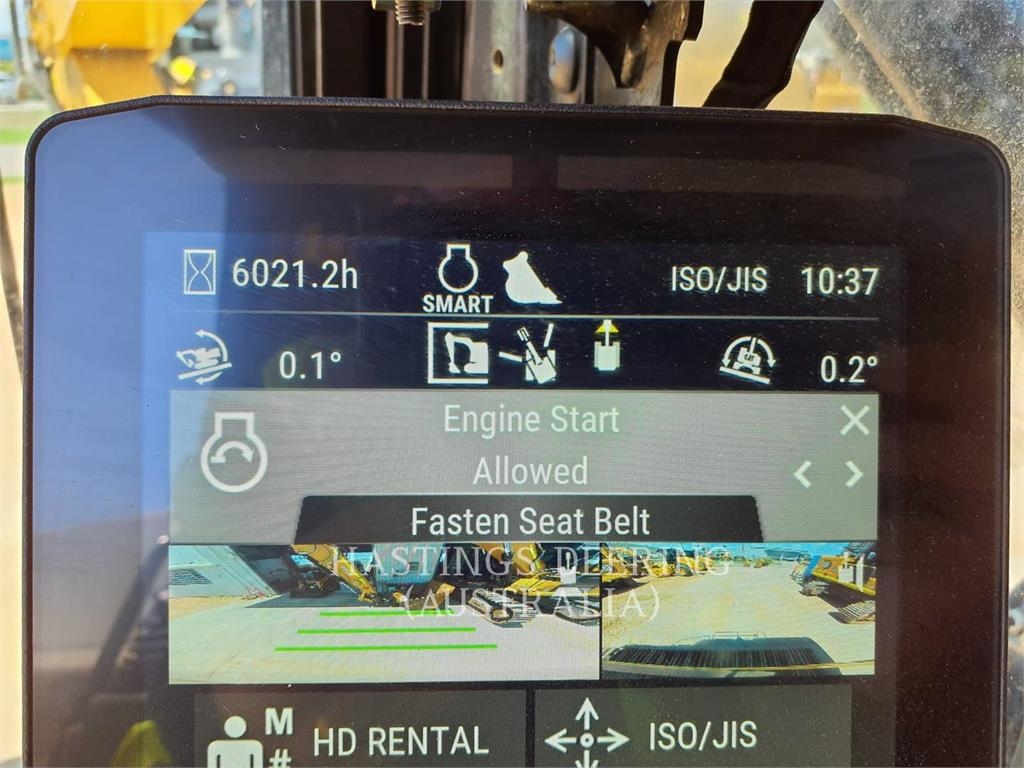 6021.2h SMART ISO/JIS 10:37
0.1° 0.2°
Engine Start
Allowed
Fasten Seat Belt
HASTINGS DEERING
(AUSTRALIA)
M
# HD RENTAL ISO/JIS